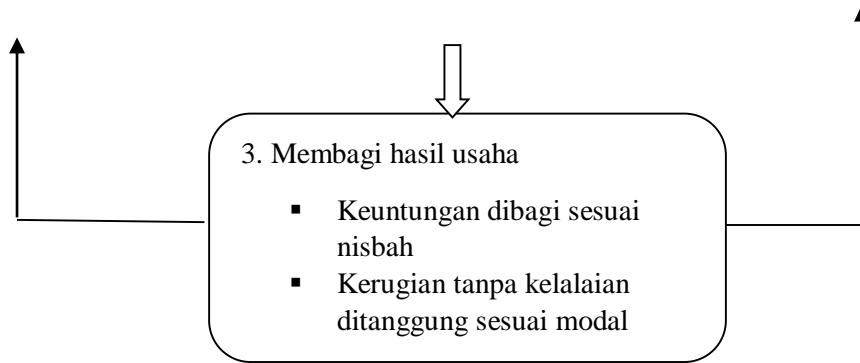 3. Membagi hasil usaha
▪ Keuntungan dibagi sesuai
nisbah
▪ Kerugian tanpa kelalaian
ditanggung sesuai modal